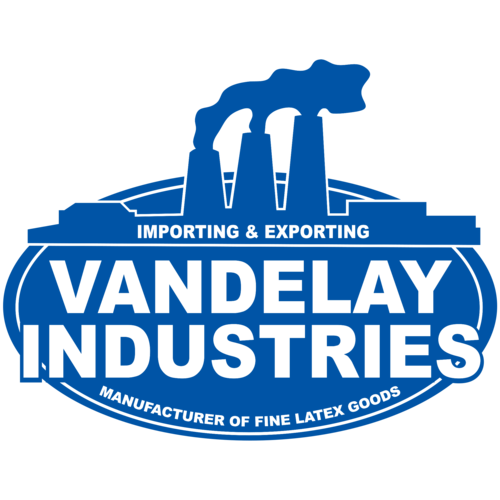 IMPORTING & EXPORTING
VANDELAY
INDUSTRIES
MANUFACTURER OF FINE LATEX GOODS